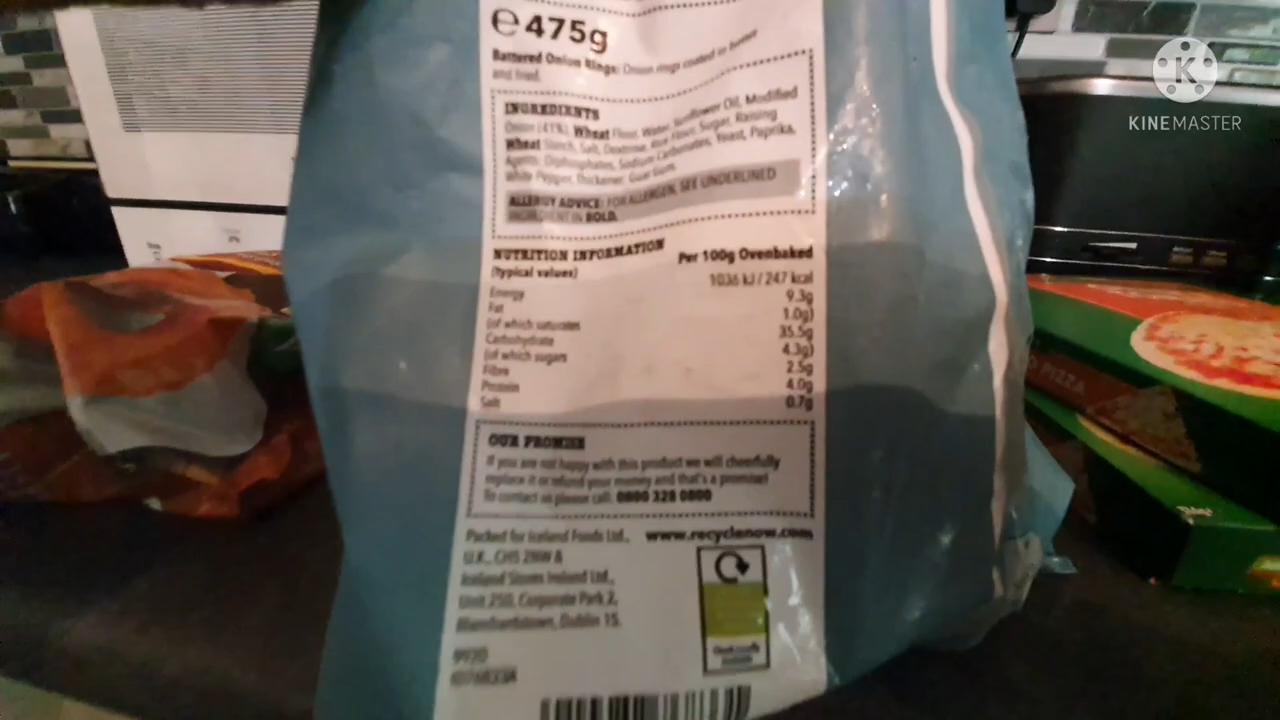 e475g
Battered Onion Rings: Onion rings coated in batter
and fried.
INGREDIENTS
Onion (41%), Wheat Flour, Water, Sunflower Oil, Modified
Wheat Starch, Salt, Dextrose, Rice Flour, Sugar, Raising
Agents: Diphosphates, Sodium Carbonates, Yeast, Paprika,
White Pepper, Thickener: Guar Gum.
ALLERGY ADVICE: FOR ALLERGEN, SEE UNDERLINED
INGREDIENT IN BOLD.
NUTRITION INFORMATION Per 100g Ovenbaked
(typical values)
Energy 1036 kJ/247 kcal
Fat 9.3g
(of which saturates 1.0g)
Carbohydrate 35.5g
(of which sugars 4.3g)
Fibre 2.5g
Protein 4.0g
Salt 0.7g
OUR PROMISE
If you are not happy with this product we will cheerfully
replace it or refund your money and that's a promise!
To contact us please call: 0800 328 0800
Packed for Iceland Foods Ltd., www.recyclenow.com
U.K., CH5 2NW &
Iceland Stores Ireland Ltd.,
Unit 250, Corporate Park 2,
Blanchardstown, Dublin 15.
PIZZA
KINEMASTER
K